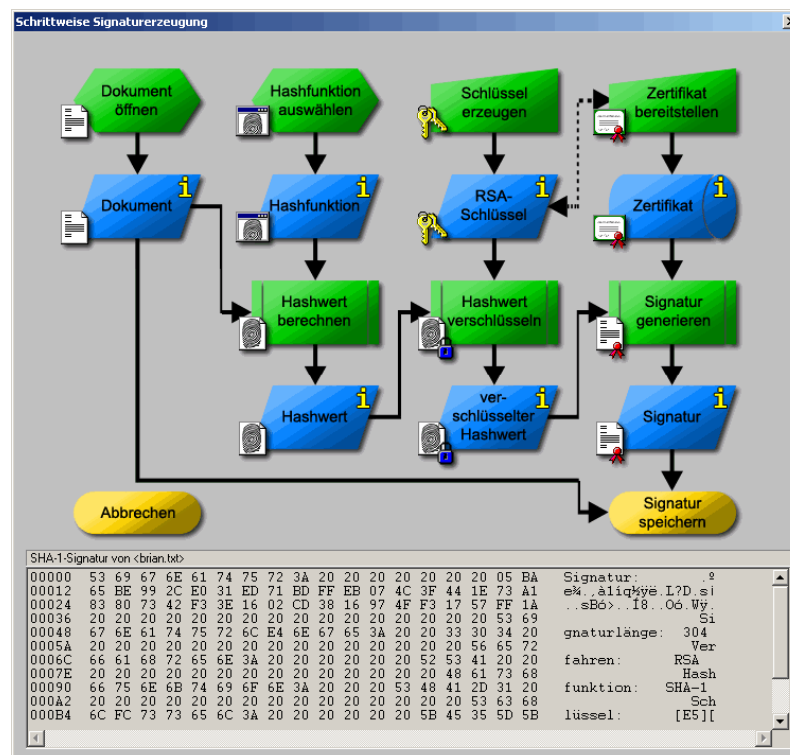 Schrittweise Signaturerzeugung
Dokument
öffnen
Hashfunktion
auswählen
Schlüssel
erzeugen
Zertifikat
bereitstellen
Dokument
Hashfunktion
RSA-
Schlüssel
Zertifikat
Hashwert
berechnen
Hashwert
verschlüsseln
Signatur
generieren
Hashwert
ver-
schlüsselter
Hashwert
Signatur
Abbrechen
Signatur
speichern
SHA-1-Signatur von <brian.txt>
00000 53 69 67 6E 61 74 75 72 3A 20 20 20 20 20 20 20 05 BA Signatur: .º
00012 65 BE 99 2C E0 31 ED 71 BD FF EB 07 4C 3F 44 1E 73 A1 e¾.,à1íq½ÿë.L?D.s¡
00024 83 80 73 42 F3 3E 16 02 CD 38 16 97 4F F3 17 57 FF 1A ..sBó>..Í8..Oó.Wÿ.
00036 20 20 20 20 20 20 20 20 20 20 20 20 20 20 20 20 53 69 Si
00048 67 6E 61 74 75 72 6C E4 6E 67 65 3A 20 20 33 30 34 20 gnaturlänge: 304
0005A 20 20 20 20 20 20 20 20 20 20 20 20 20 20 20 56 65 72 Ver
0006C 66 61 68 72 65 6E 3A 20 20 20 20 20 20 52 53 41 20 20 fahren: RSA
0007E 20 20 20 20 20 20 20 20 20 20 20 20 20 20 48 61 73 68 Hash
00090 66 75 6E 6B 74 69 6F 6E 3A 20 20 20 53 48 41 2D 31 20 funktion: SHA-1
000A2 20 20 20 20 20 20 20 20 20 20 20 20 20 20 20 53 63 68 Sch
000B4 6C FC 73 73 65 6C 3A 20 20 20 20 20 20 5B 45 35 5D 5B lüssel: [E5][